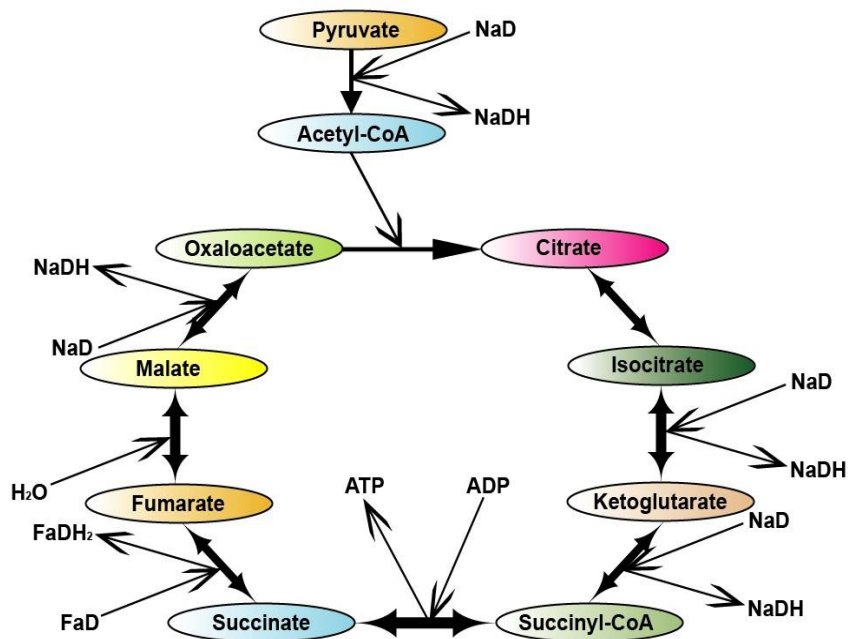 Pyruvate
NaD
NaDH
Acetyl-CoA
Oxaloacetate
Citrate
NaDH
NaD
Malate
Isocitrate
NaD
NaDH
H₂O
Fumarate
ATP
ADP
Ketoglutarate
NaD
FaDH₂
FaD
Succinate
Succinyl-CoA
NaDH